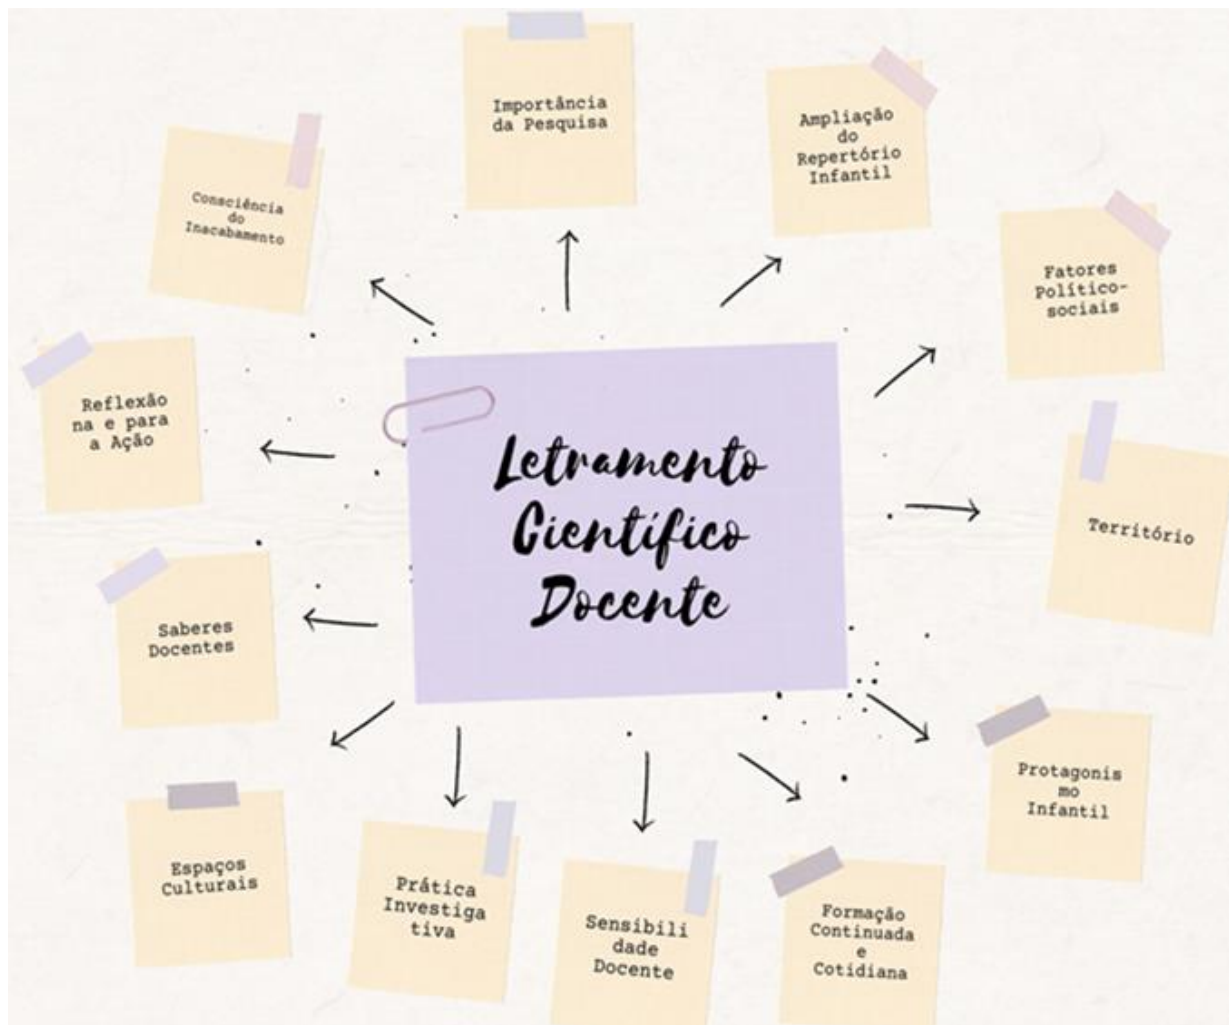 Importância
da Pesquisa
Ampliação
do
Repertório
Infantil
Consciência
do
Inacabamento
Fatores
Político-
sociais
Reflexão
na e para
a Ação
Letramento
Científico
Docente
Território
Saberes
Docentes
Protagonis
mo
Infantil
Espaços
Culturais
Prática
Investiga
tiva
Sensibili
dade
Docente
Formação
Continuada
e
Cotidiana